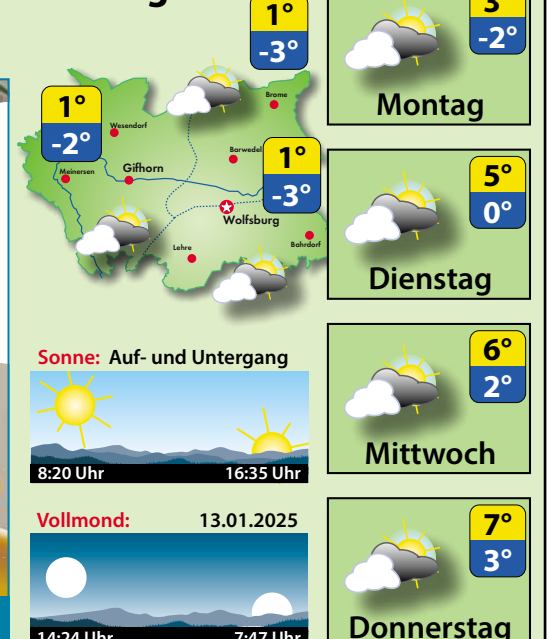 1°
-3°
1°
-2°
1°
-3°
Brome
Wesendorf
Barwedel
Meinersen
Gifhorn
Wolfsburg
Lehre
Bahrdorf
Sonne: Auf- und Untergang
8:20 Uhr 16:35 Uhr
Vollmond: 13.01.2025
14:24 Uhr 7:47 Uhr
3°
-2°
Montag
5°
0°
Dienstag
6°
2°
Mittwoch
7°
3°
Donnerstag